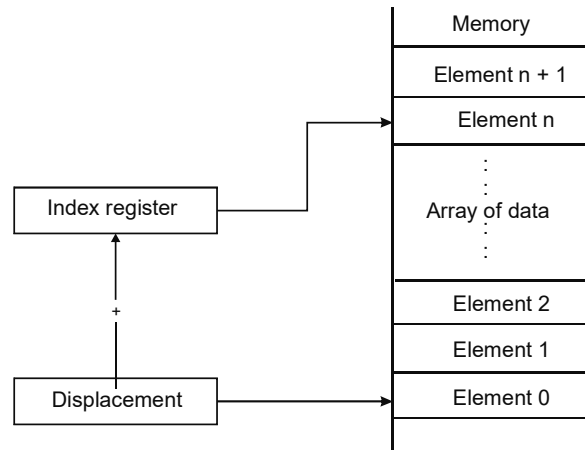 Memory
Element n + 1
Element n
Index register
Array of data
+
Element 2
Element 1
Displacement
Element 0